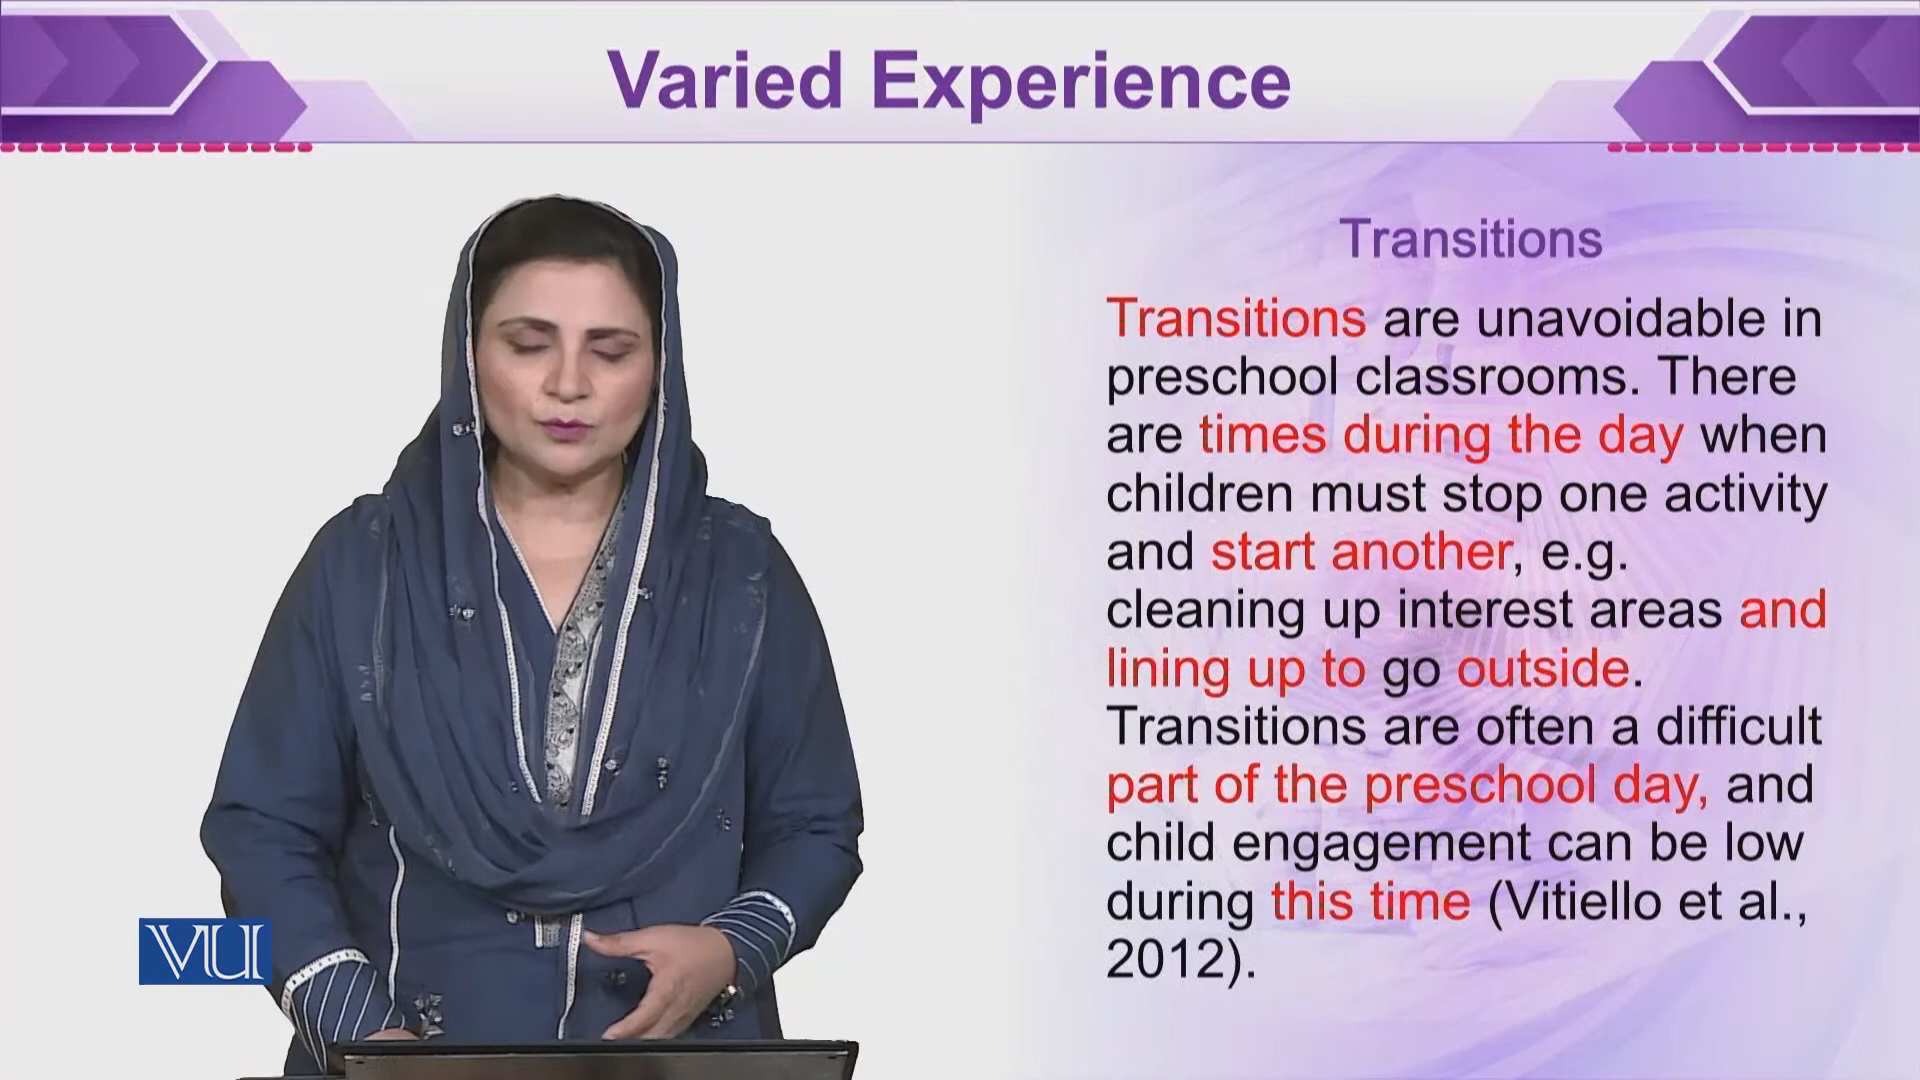 Varied Experience
Transitions
Transitions are unavoidable in
preschool classrooms. There
are times during the day when
children must stop one activity
and start another, e.g.
cleaning up interest areas and
lining up to go outside.
Transitions are often a difficult
part of the preschool day, and
child engagement can be low
during this time (Vitiello et al.,
2012).
VU